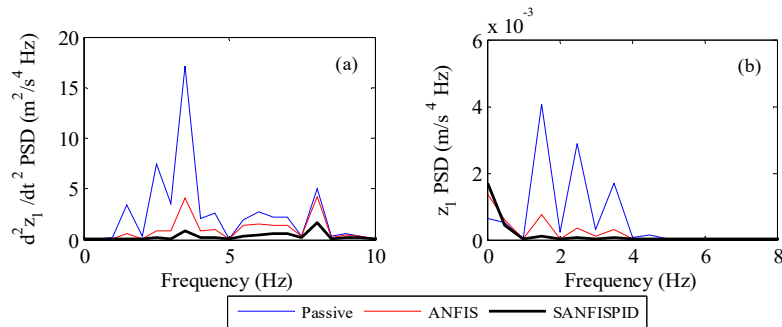 x 10⁻³
(a)
(b)
d²z₁/dt² PSD (m²/s⁴ Hz)
20
15
10
5
0
0 5 10
Frequency (Hz)
z₁ PSD (m/s⁴ Hz)
6
4
2
0
0 2 4 6 8
Frequency (Hz)
Passive ANFIS SANFISPID